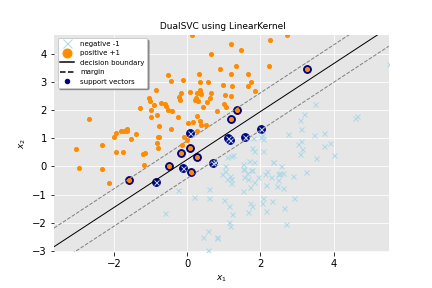 DualSVC using LinearKernel
negative -1
positive +1
decision boundary
margin
support vectors
4
3
2
1
0
−1
−2
−3
x₂
−2
0
2
4
x₁